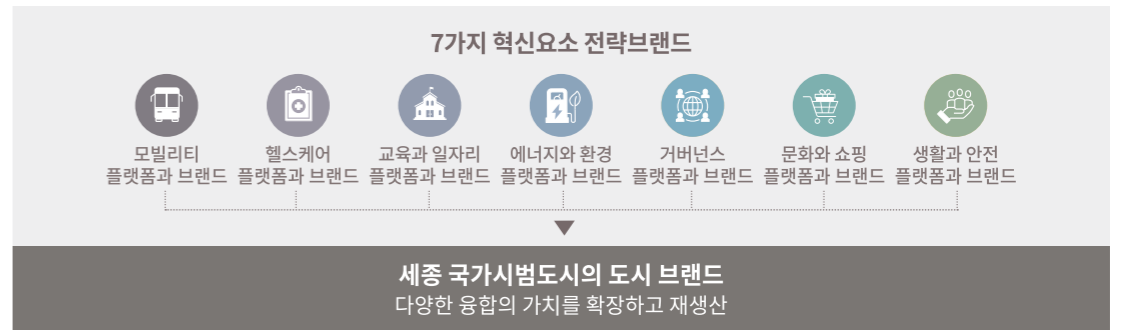 7가지 혁신요소 전략브랜드
모빌리티
플랫폼과 브랜드
헬스케어
플랫폼과 브랜드
교육과 일자리
플랫폼과 브랜드
에너지와 환경
플랫폼과 브랜드
거버넌스
플랫폼과 브랜드
문화와 쇼핑
플랫폼과 브랜드
생활과 안전
플랫폼과 브랜드
세종 국가시범도시의 도시 브랜드
다양한 융합의 가치를 확장하고 재생산